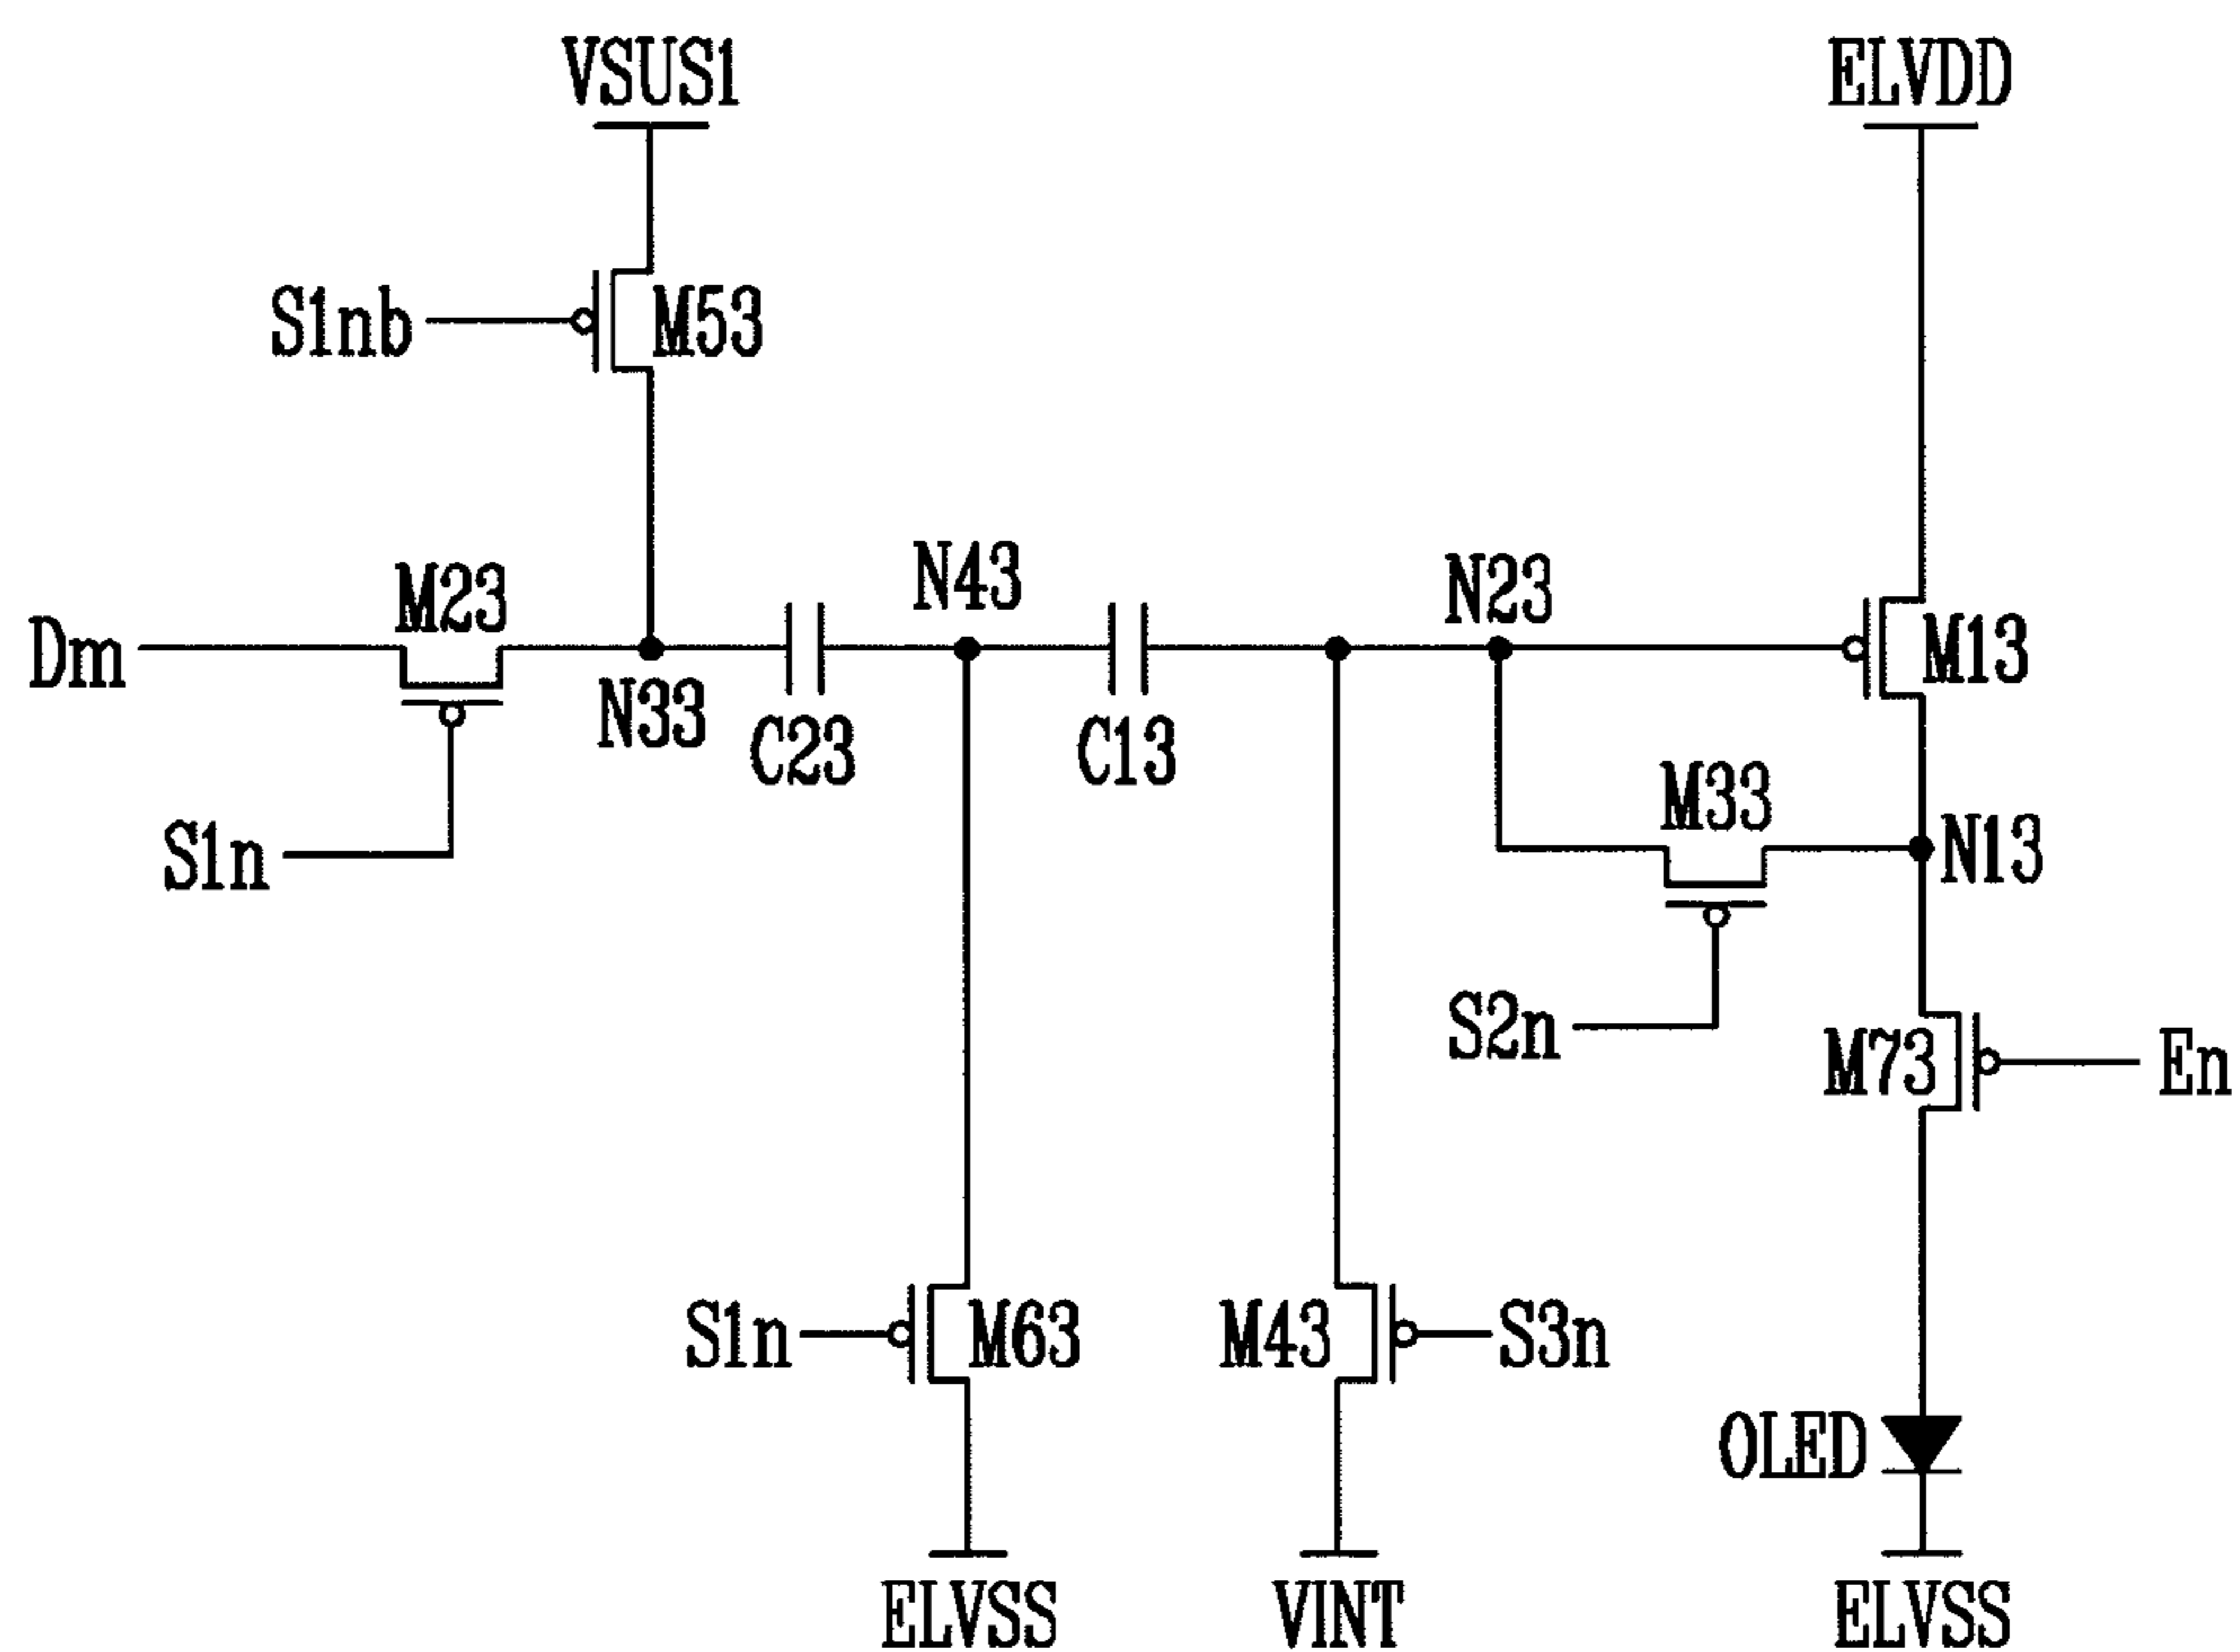 VSUS1
ELVDD
S1nb
M53
M23
N43
N23
Dm
M13
N33
C23
C13
M33
S1n
N13
S2n
M73
En
S1n
M63
M43
S3n
OLED
ELVSS
VINT
ELVSS